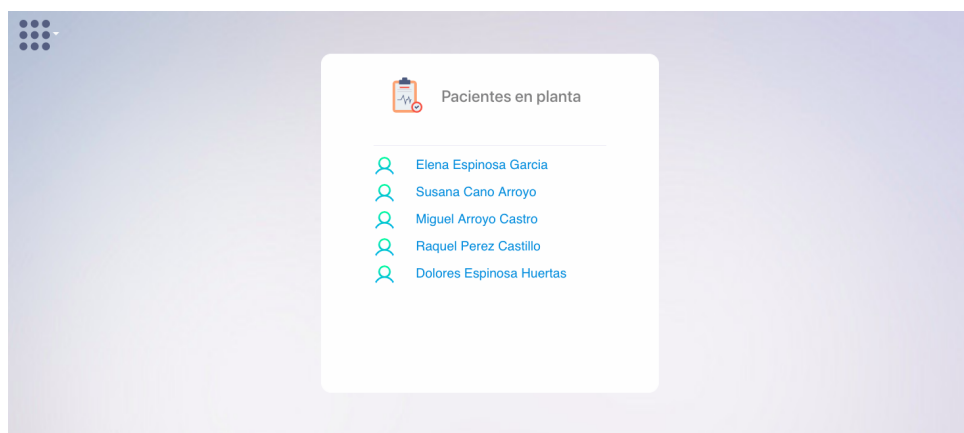 Pacientes en planta
Elena Espinosa Garcia
Susana Cano Arroyo
Miguel Arroyo Castro
Raquel Perez Castillo
Dolores Espinosa Huertas